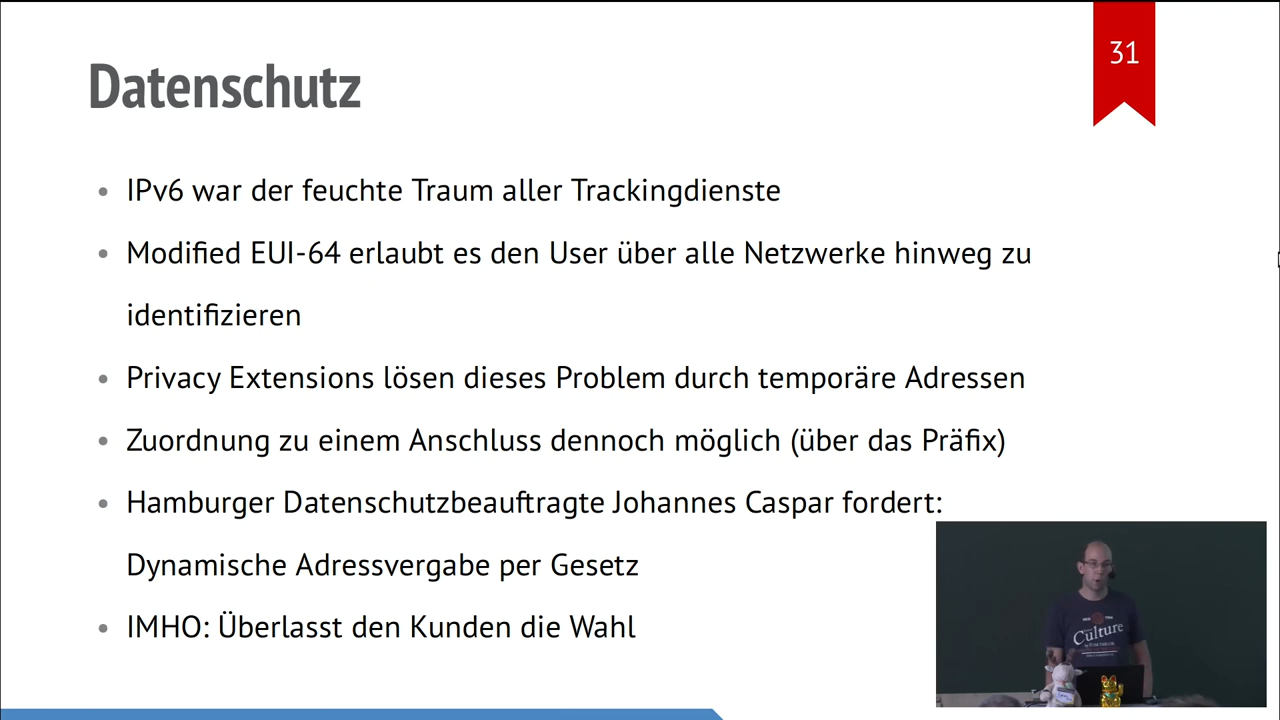 31
Datenschutz
IPv6 war der feuchte Traum aller Trackingdienste
Modified EUI-64 erlaubt es den User über alle Netzwerke hinweg zu
identifizieren
Privacy Extensions lösen dieses Problem durch temporäre Adressen
Zuordnung zu einem Anschluss dennoch möglich (über das Präfix)
Hamburger Datenschutzbeauftragte Johannes Caspar fordert:
Dynamische Adressvergabe per Gesetz
IMHO: Überlasst den Kunden die Wahl
Culture